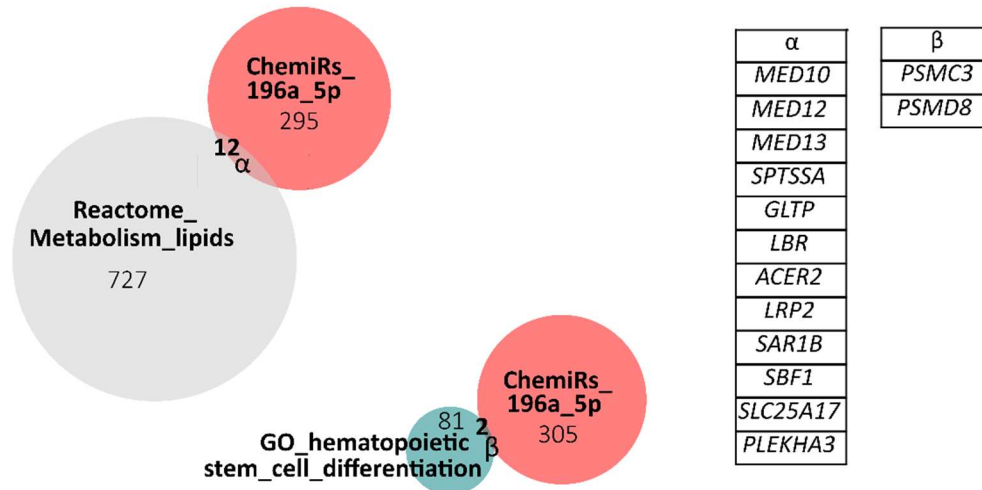 ChemiRs_
196a_5p
295
12
α
Reactome_
Metabolism_lipids
727
ChemiRs_
196a_5p
305
81
2
β
GO_hematopoietic
stem_cell_differentiation
α
MED10
MED12
MED13
SPTSSA
GLTP
LBR
ACER2
LRP2
SAR1B
SBF1
SLC25A17
PLEKHA3
β
PSMC3
PSMD8